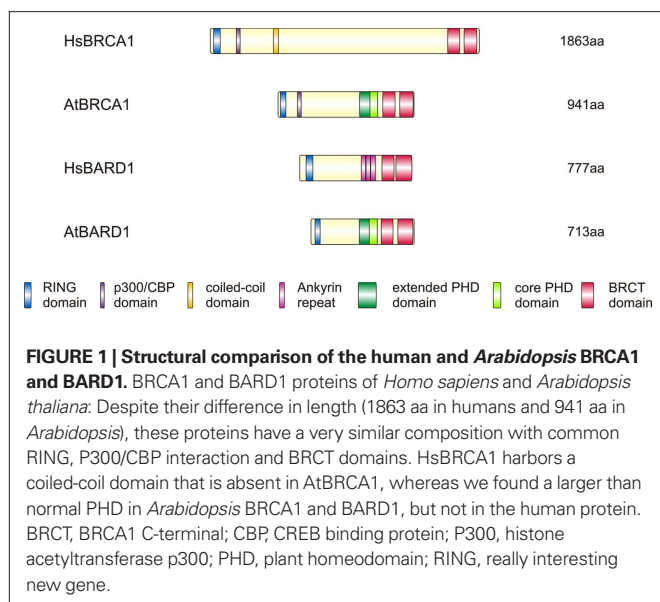 HsBRCA1 1863aa
AtBRCA1 941aa
HsBARD1 777aa
AtBARD1 713aa
RING domain
p300/CBP domain
coiled-coil domain
Ankyrin repeat
extended PHD domain
core PHD domain
BRCT domain
FIGURE 1 | Structural comparison of the human and Arabidopsis BRCA1
and BARD1. BRCA1 and BARD1 proteins of Homo sapiens and Arabidopsis
thaliana: Despite their difference in length (1863 aa in humans and 941 aa in
Arabidopsis), these proteins have a very similar composition with common
RING, P300/CBP interaction and BRCT domains. HsBRCA1 harbors a
coiled-coil domain that is absent in AtBRCA1, whereas we found a larger than
normal PHD in Arabidopsis BRCA1 and BARD1, but not in the human protein.
BRCT, BRCA1 C-terminal; CBP, CREB binding protein; P300, histone
acetyltransferase p300; PHD, plant homeodomain; RING, really interesting
new gene.